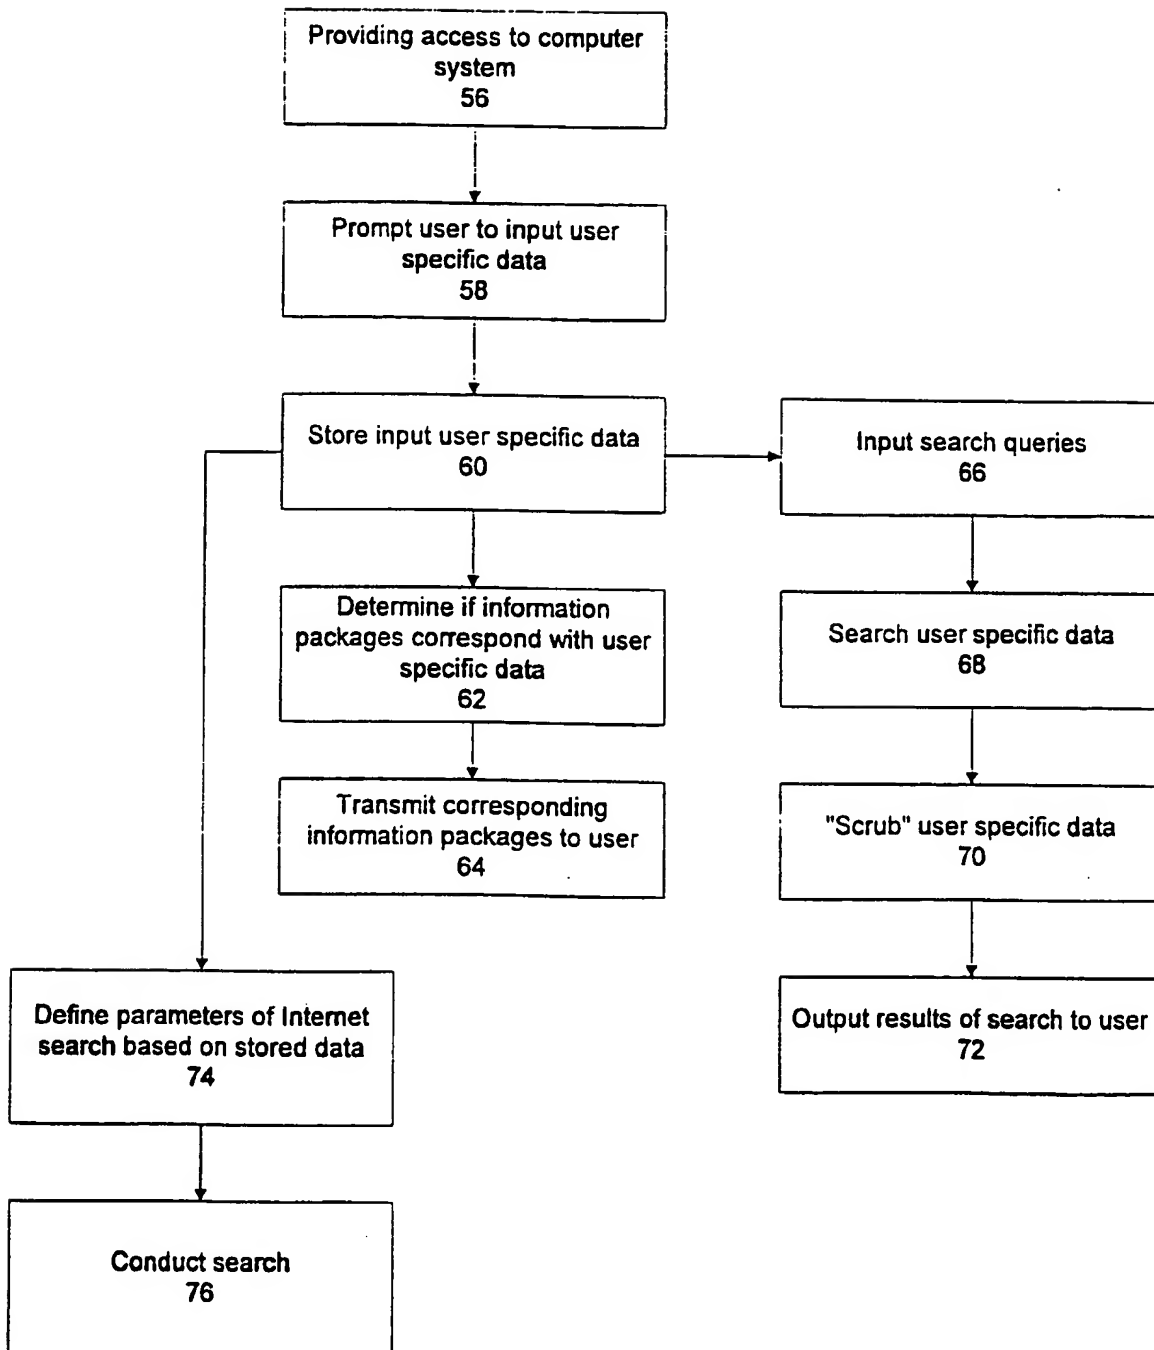 Providing access to computer
system
56
Prompt user to input user
specific data
58
Store input user specific data
60
Input search queries
66
Determine if information
packages correspond with user
specific data
62
Search user specific data
68
Transmit corresponding
information packages to user
64
"Scrub" user specific data
70
Define parameters of Internet
search based on stored data
74
Output results of search to user
72
Conduct search
76